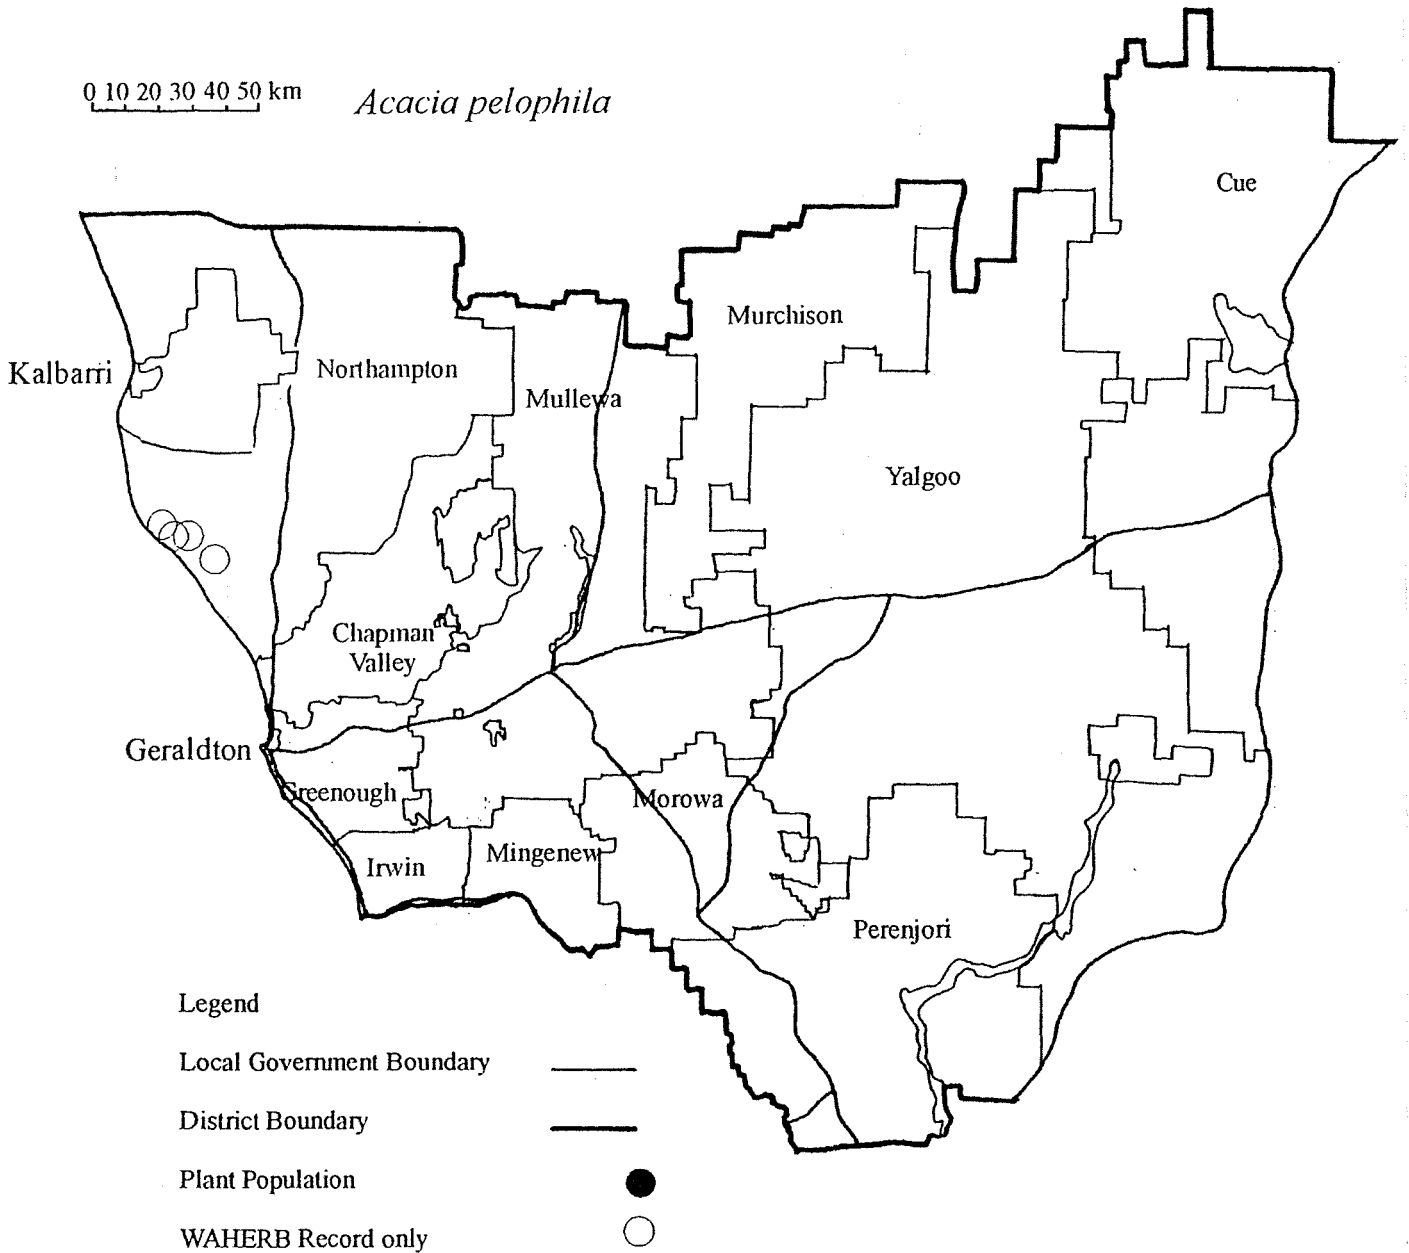 0 10 20 30 40 50 km
Acacia pelophila
Cue
Murchison
Kalbarri
Northampton
Mullewa
Yalgoo
Chapman
Valley
Geraldton
Greenough
Morowa
Irwin
Mingenew
Perenjori
Legend
Local Government Boundary
District Boundary
Plant Population
WAHERB Record only